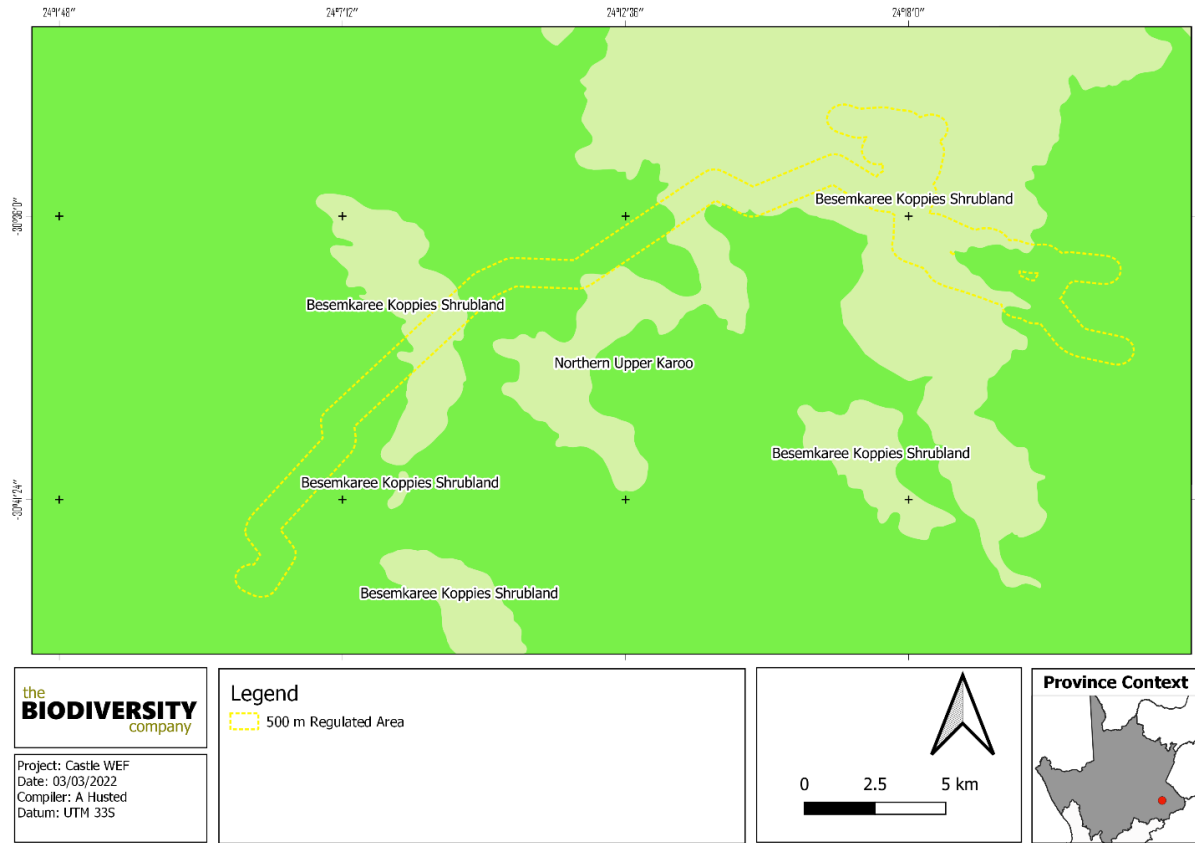 24°1'48" 24°7'12" 24°12'36" 24°18'0"
-30°36'0"
-30°41'24"
Besemkaree Koppies Shrubland
Besemkaree Koppies Shrubland
Northern Upper Karoo
Besemkaree Koppies Shrubland
Besemkaree Koppies Shrubland
Besemkaree Koppies Shrubland
the
BIODIVERSITY
company
Project: Castle WEF
Date: 03/03/2022
Compiler: A Husted
Datum: UTM 33S
Legend
500 m Regulated Area
0 2.5 5 km
Province Context